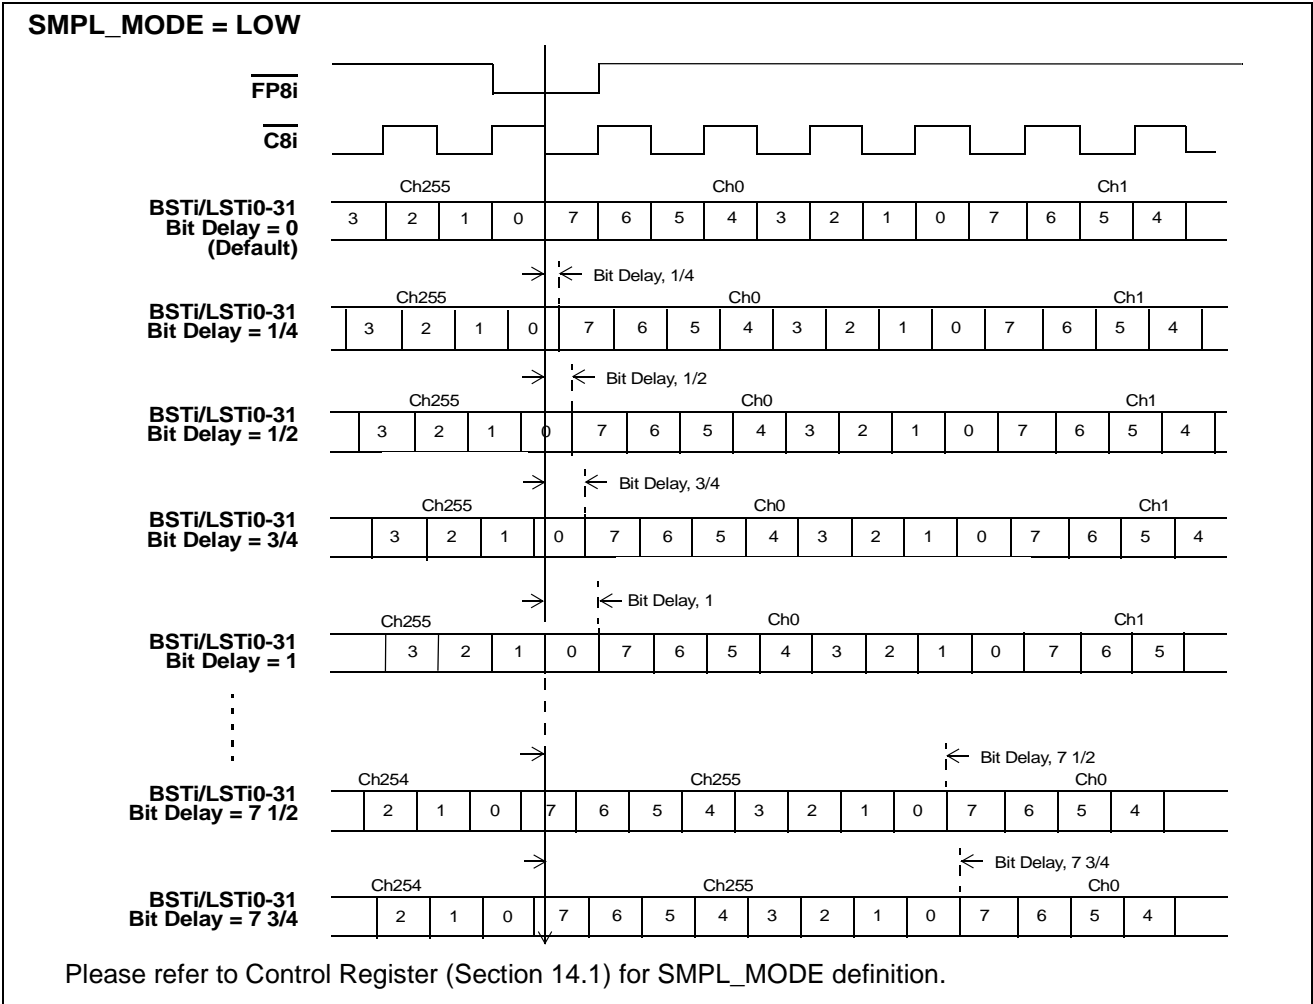 SMPL_MODE = LOW
FP8i
C8i
Ch255 Ch0 Ch1
BSTi/LSTi0-31
Bit Delay = 0
(Default)
3 2 1 0 7 6 5 4 3 2 1 0 7 6 5 4
Bit Delay, 1/4
Ch255 Ch0 Ch1
BSTi/LSTi0-31
Bit Delay = 1/4
3 2 1 0 7 6 5 4 3 2 1 0 7 6 5 4
Bit Delay, 1/2
Ch255 Ch0 Ch1
BSTi/LSTi0-31
Bit Delay = 1/2
3 2 1 0 7 6 5 4 3 2 1 0 7 6 5 4
Bit Delay, 3/4
Ch255 Ch0 Ch1
BSTi/LSTi0-31
Bit Delay = 3/4
3 2 1 0 7 6 5 4 3 2 1 0 7 6 5 4
Bit Delay, 1
Ch255 Ch0 Ch1
BSTi/LSTi0-31
Bit Delay = 1
3 2 1 0 7 6 5 4 3 2 1 0 7 6 5
Bit Delay, 7 1/2
Ch254 Ch255 Ch0
BSTi/LSTi0-31
Bit Delay = 7 1/2
2 1 0 7 6 5 4 3 2 1 0 7 6 5 4
Bit Delay, 7 3/4
Ch254 Ch255 Ch0
BSTi/LSTi0-31
Bit Delay = 7 3/4
2 1 0 7 6 5 4 3 2 1 0 7 6 5 4
Please refer to Control Register (Section 14.1) for SMPL_MODE definition.